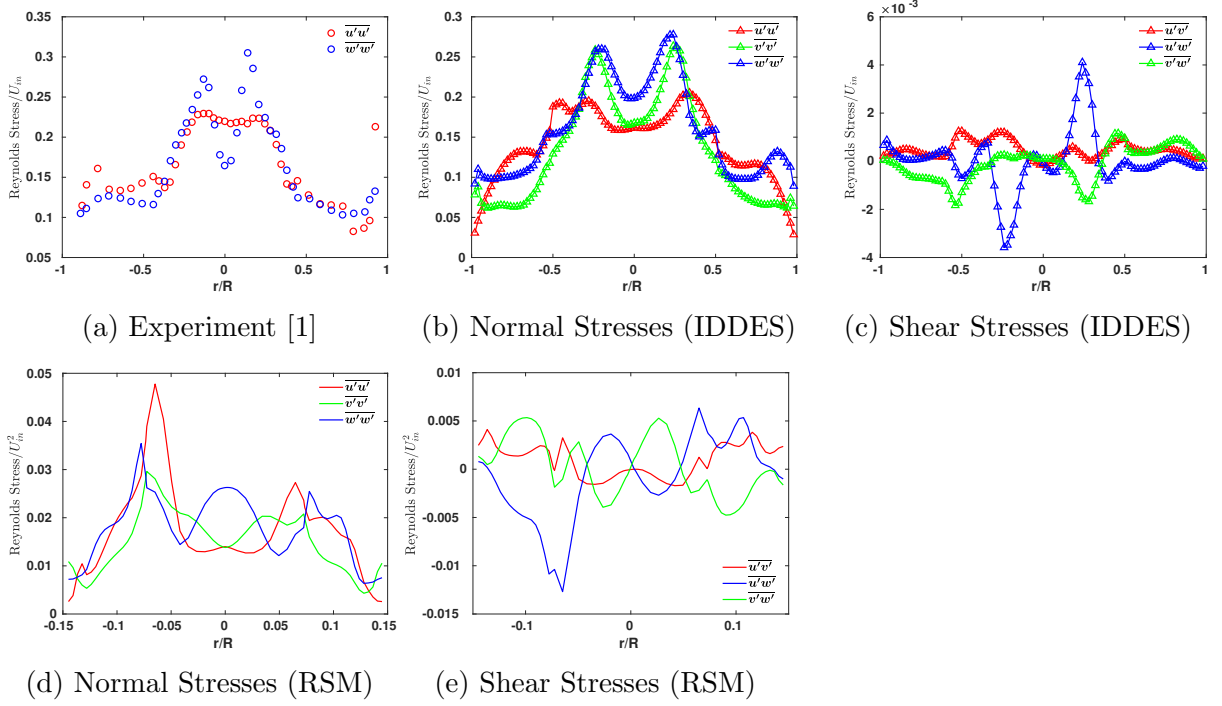 0.35
0.3
0.25
0.2
0.15
0.1
0.05
-1
-0.5
0
0.5
1
Reynolds Stress/U_in
r/R
u'u'
w'w'
(a) Experiment [1]
0.3
0.25
0.2
0.15
0.1
0.05
0
-1
-0.5
0
0.5
1
Reynolds Stress/U_in
r/R
u'u'
v'v'
w'w'
(b) Normal Stresses (IDDES)
×10^-3
6
4
2
0
-2
-4
-1
-0.5
0
0.5
1
Reynolds Stress/U_in
r/R
u'v'
u'w'
v'w'
(c) Shear Stresses (IDDES)
0.05
0.04
0.03
0.02
0.01
0
-0.15
-0.1
-0.05
0
0.05
0.1
0.15
Reynolds Stress/U²_in
r/R
u'u'
v'v'
w'w'
(d) Normal Stresses (RSM)
0.01
0.005
0
-0.005
-0.01
-0.015
-0.1
0
0.1
Reynolds Stress/U²_in
r/R
u'v'
u'w'
v'w'
(e) Shear Stresses (RSM)